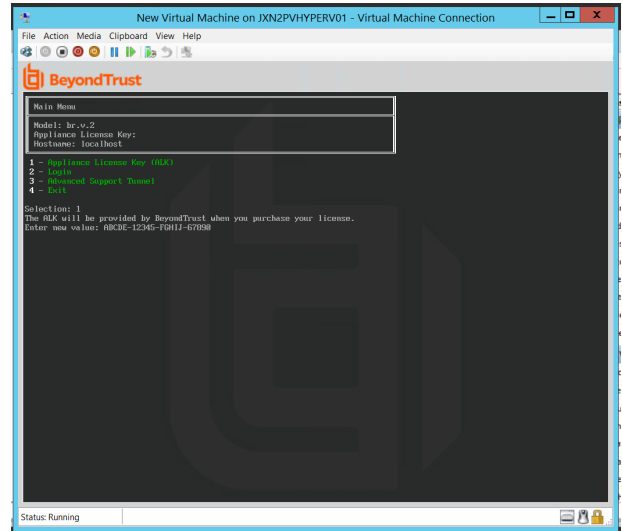 New Virtual Machine on JXN2PVHYPERV01 - Virtual Machine Connection
File Action Media Clipboard View Help
BeyondTrust
Main Menu
Model: br.v.2
Appliance License Key:
Hostname: localhost
1 - Appliance License Key (ALK)
2 - Login
3 - Advanced Support Tunnel
4 - Exit
Selection: 1
The ALK will be provided by BeyondTrust when you purchase your license.
Enter new value: ABCDE-12345-FGHIJ-67890
Status: Running